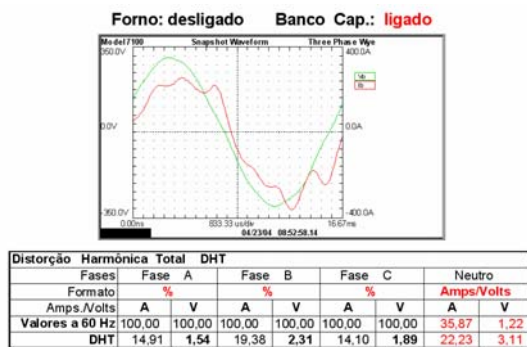 Forno: desligado Banco Cap.: ligado
Model 7100 Snapshot Waveform Three Phase Wye
350.0V 400.0A
Vb
Ib
0.0V 0.0A
-350.0V -400.0A
0.00ns 833.33 us/div 16.67ms
04/23/04 08:52:58.14
Distorção Harmônica Total DHT
Fases Fase A Fase B Fase C Neutro
Formato % % % Amps/Volts
Amps./Volts A V A V A V A V
Valores a 60 Hz 100,00 100,00 100,00 100,00 100,00 100,00 35,87 1,22
DHT 14,91 1,54 19,38 2,31 14,10 1,89 22,23 3,11